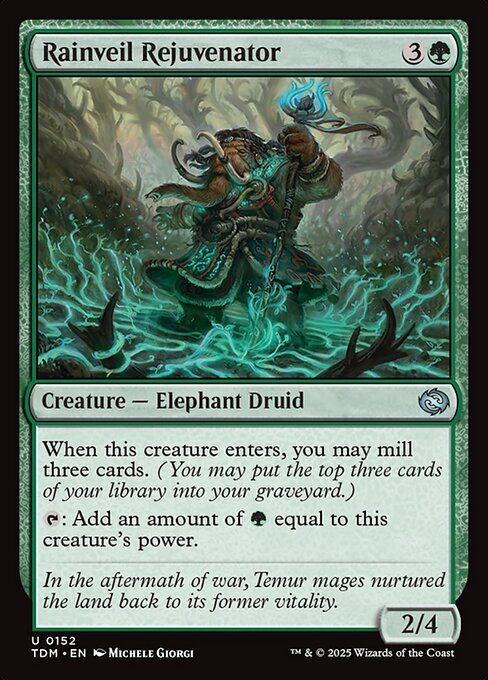 Rainveil Rejuvenator 3
Creature — Elephant Druid
When this creature enters, you may mill
three cards. (You may put the top three cards
of your library into your graveyard.)
: Add an amount of equal to this
creature's power.
In the aftermath of war, Temur mages nurtured
the land back to its former vitality.
2/4
U 0152
TDM • EN Michele Giorgi
™ & © 2025 Wizards of the Coast